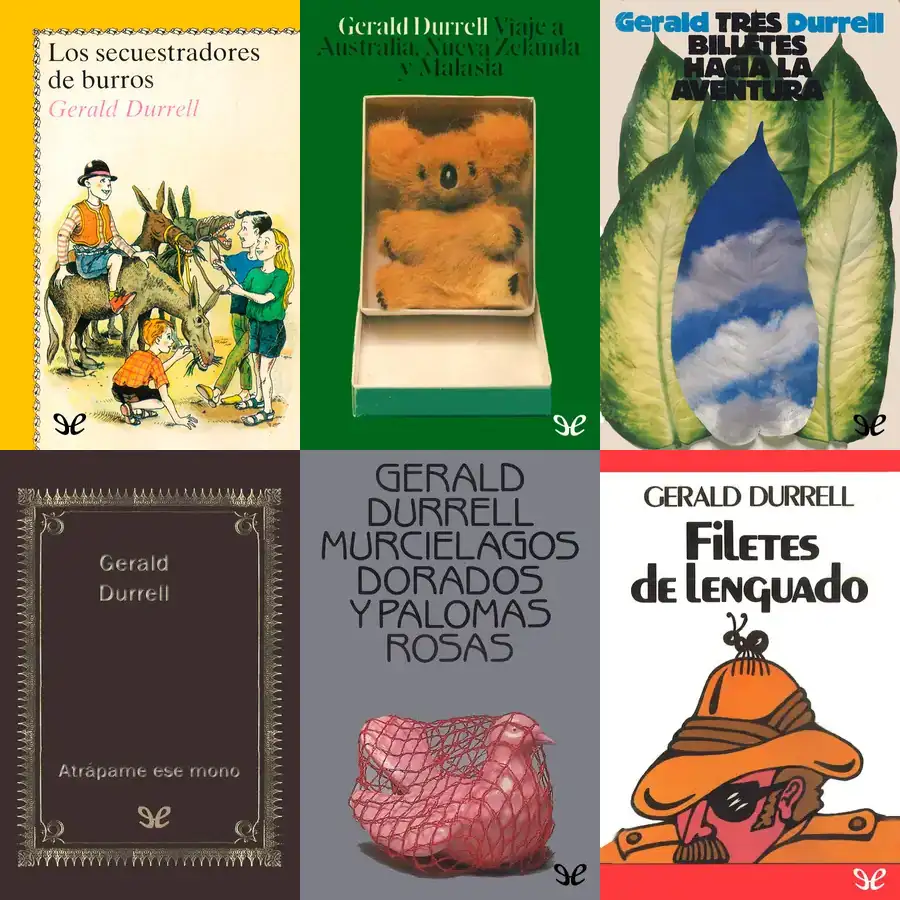 Los secuestradores
de burros
Gerald Durrell
Gerald Durrell Viaje a
Australia, Nueva Zelanda
y Malasia
Gerald TRES Durrell
BILLETES
HACIA LA
AVENTURA
Gerald
Durrell
Atrápame ese mono
GERALD
DURRELL
MURCIELAGOS
DORADOS
Y PALOMAS
ROSAS
GERALD DURRELL
FiLETES
de lENGUADO